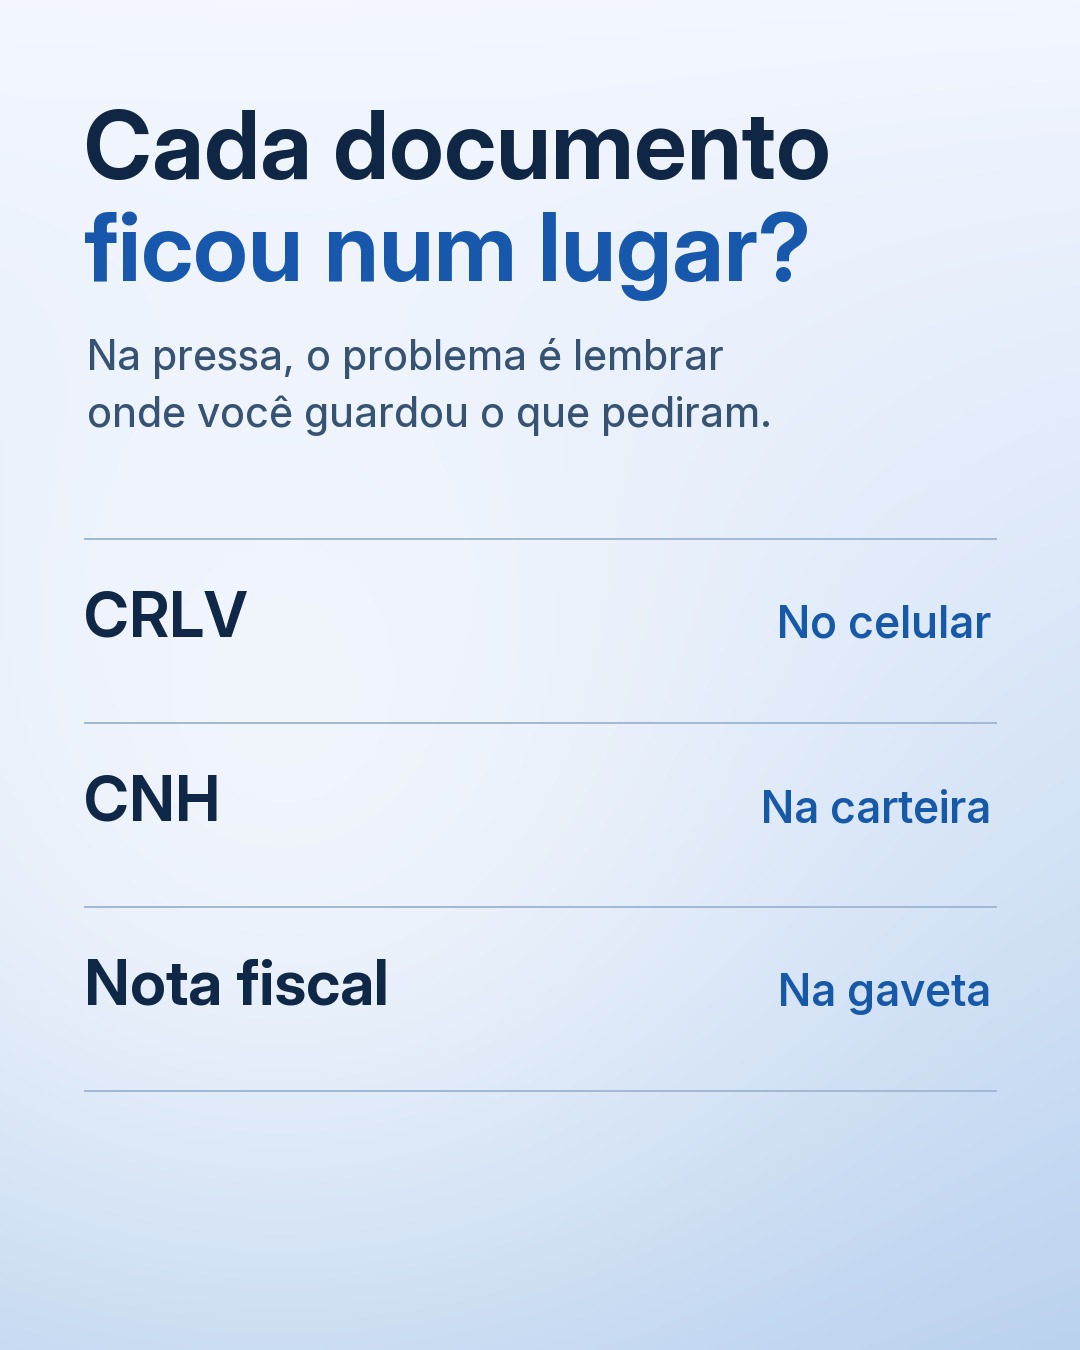 Cada documento
ficou num lugar?
Na pressa, o problema é lembrar
onde você guardou o que pediram.
CRLV
No celular
CNH
Na carteira
Nota fiscal
Na gaveta